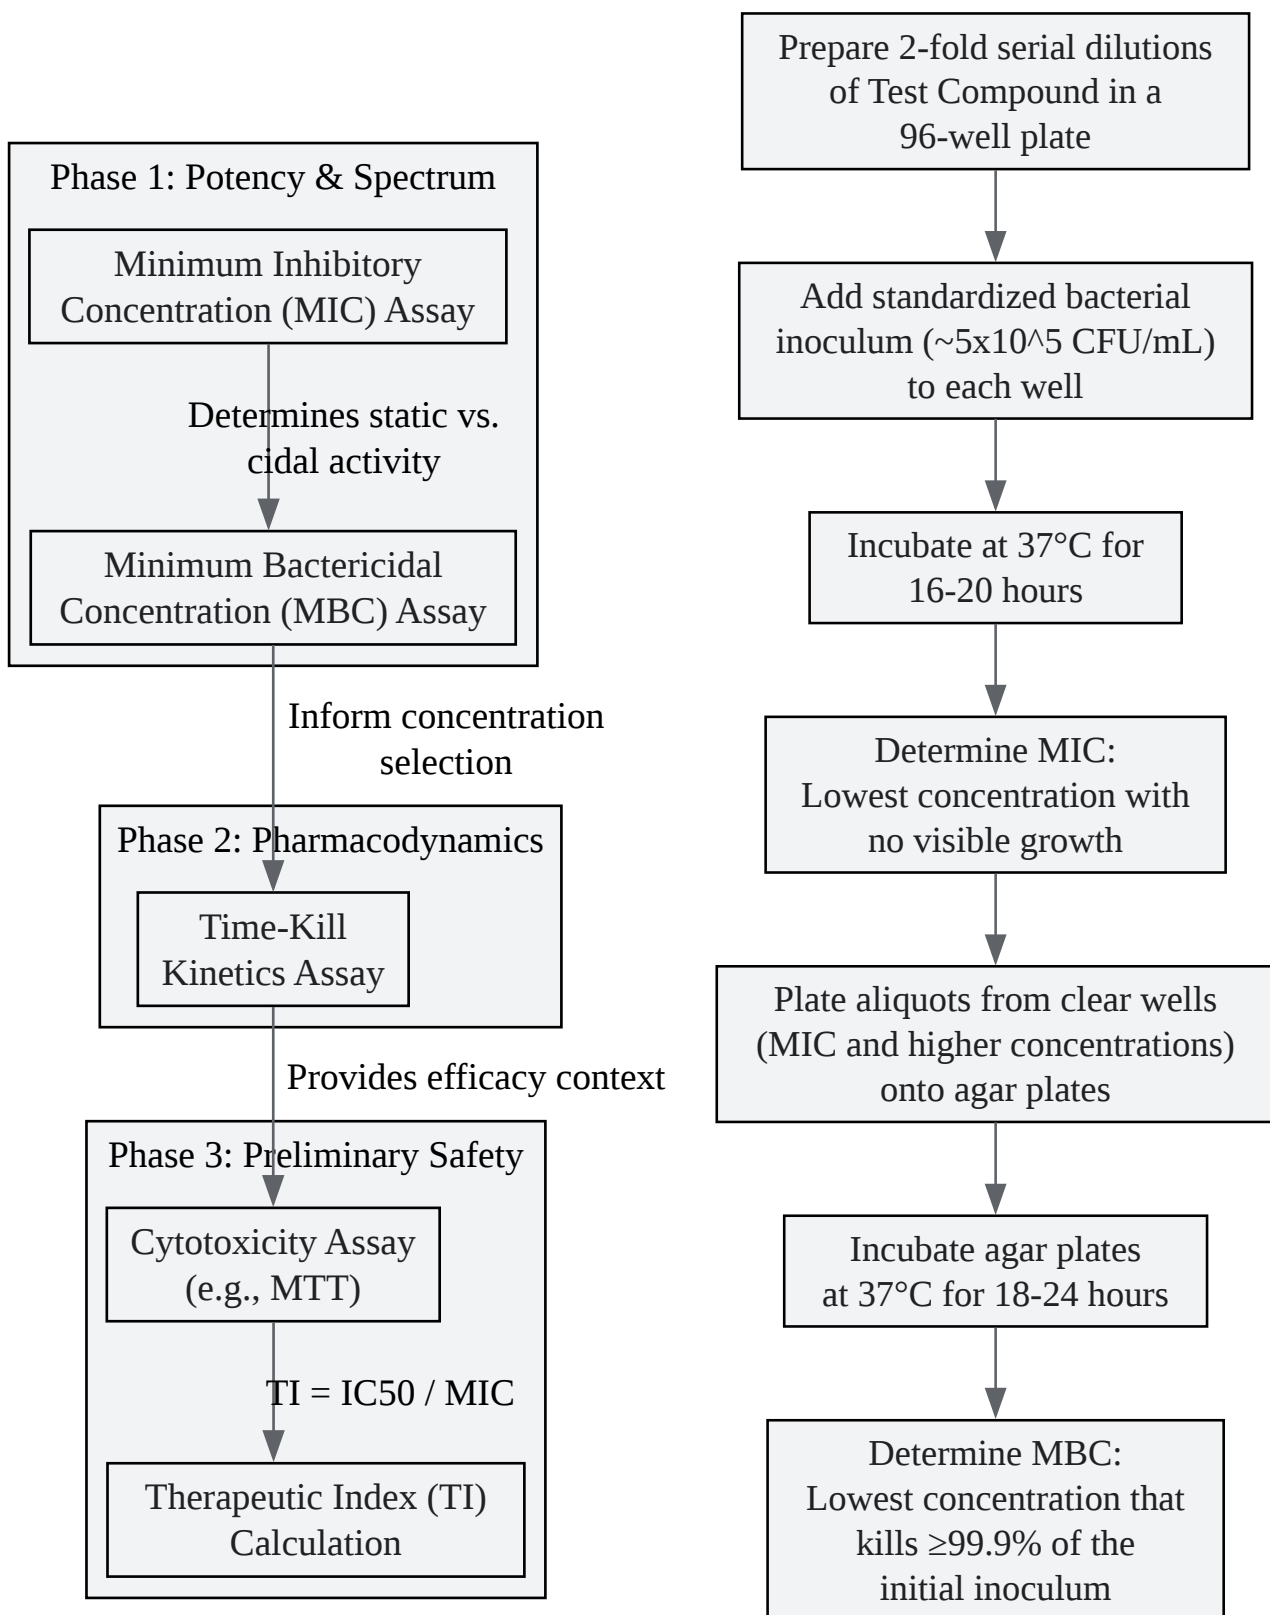 Phase 1: Potency & Spectrum
Minimum Inhibitory
Concentration (MIC) Assay
Determines static vs.
cidal activity
Minimum Bactericidal
Concentration (MBC) Assay
Inform concentration
selection
Phase 2: Pharmacodynamics
Time-Kill
Kinetics Assay
Provides efficacy context
Phase 3: Preliminary Safety
Cytotoxicity Assay
(e.g., MTT)
TI = IC50 / MIC
Therapeutic Index (TI)
Calculation
Prepare 2-fold serial dilutions
of Test Compound in a
96-well plate
Add standardized bacterial
inoculum (~5x10^5 CFU/mL)
to each well
Incubate at 37°C for
16-20 hours
Determine MIC:
Lowest concentration with
no visible growth
Plate aliquots from clear wells
(MIC and higher concentrations)
onto agar plates
Incubate agar plates
at 37°C for 18-24 hours
Determine MBC:
Lowest concentration that
kills ≥99.9% of the
initial inoculum